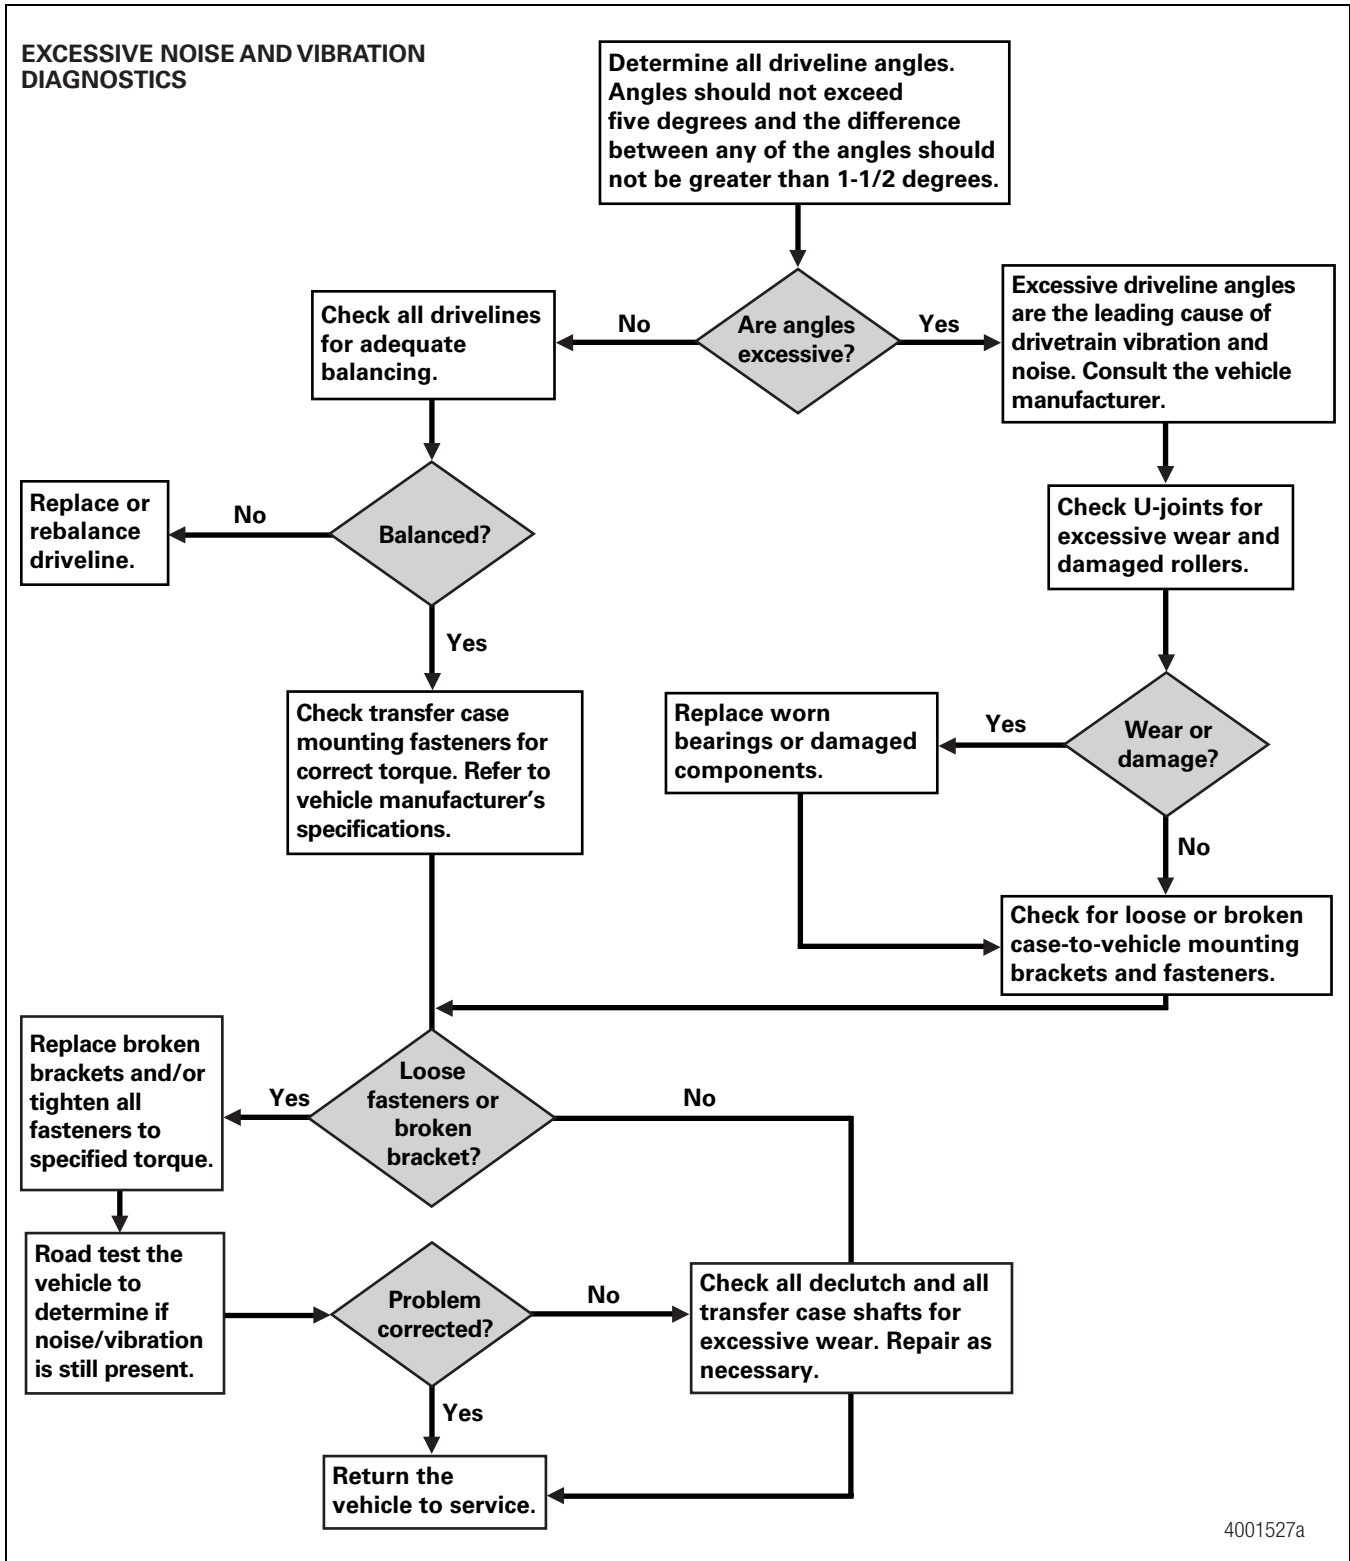 EXCESSIVE NOISE AND VIBRATION
DIAGNOSTICS
Determine all driveline angles.
Angles should not exceed
five degrees and the difference
between any of the angles should
not be greater than 1-1/2 degrees.
Are angles
excessive?
No
Yes
Check all drivelines
for adequate
balancing.
Excessive driveline angles
are the leading cause of
drivetrain vibration and
noise. Consult the vehicle
manufacturer.
Balanced?
No
Replace or
rebalance
driveline.
Yes
Check U-joints for
excessive wear and
damaged rollers.
Check transfer case
mounting fasteners for
correct torque. Refer to
vehicle manufacturer's
specifications.
Wear or
damage?
Yes
Replace worn
bearings or damaged
components.
No
Check for loose or broken
case-to-vehicle mounting
brackets and fasteners.
Loose
fasteners or
broken
bracket?
Yes
No
Replace broken
brackets and/or
tighten all
fasteners to
specified torque.
Road test the
vehicle to
determine if
noise/vibration
is still present.
Problem
corrected?
No
Check all declutch and all
transfer case shafts for
excessive wear. Repair as
necessary.
Yes
Return the
vehicle to service.
4001527a